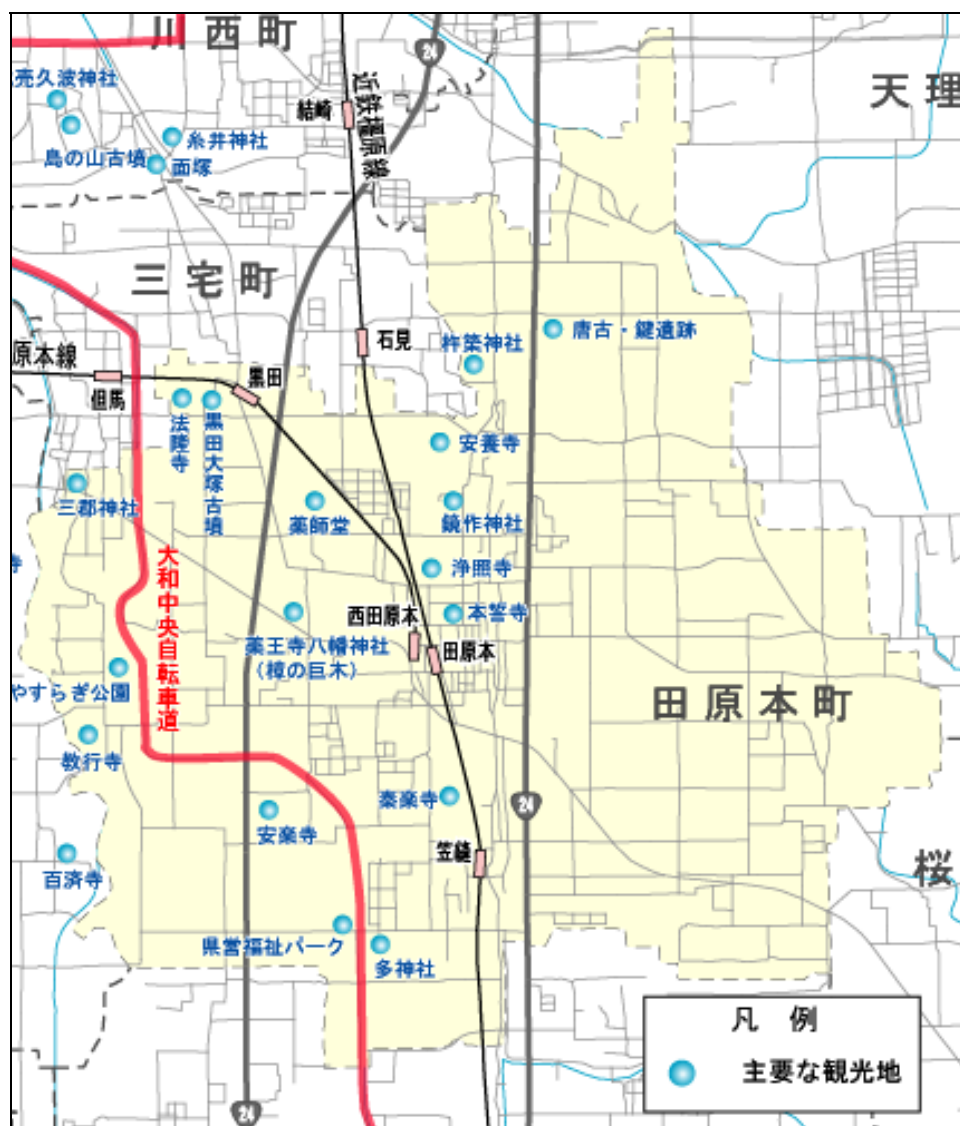 川西町
24
天理
売久波神社
結崎
近鉄橿原線
糸井神社
島の山古墳
面塚
三宅町
石見
唐古・鍵遺跡
杵築神社
原本線
黒田
但馬
法隆寺
黒田大塚古墳
安養寺
三郡神社
薬師堂
鏡作神社
大和中央自転車道
浄照寺
寺
西田原本
本誓寺
薬王寺八幡神社
(樟の巨木)
田原本
やすらぎ公園
田原本町
教行寺
秦楽寺
24
安楽寺
笠縫
百済寺
桜
県営福祉パーク
多神社
凡 例
主要な観光地
24